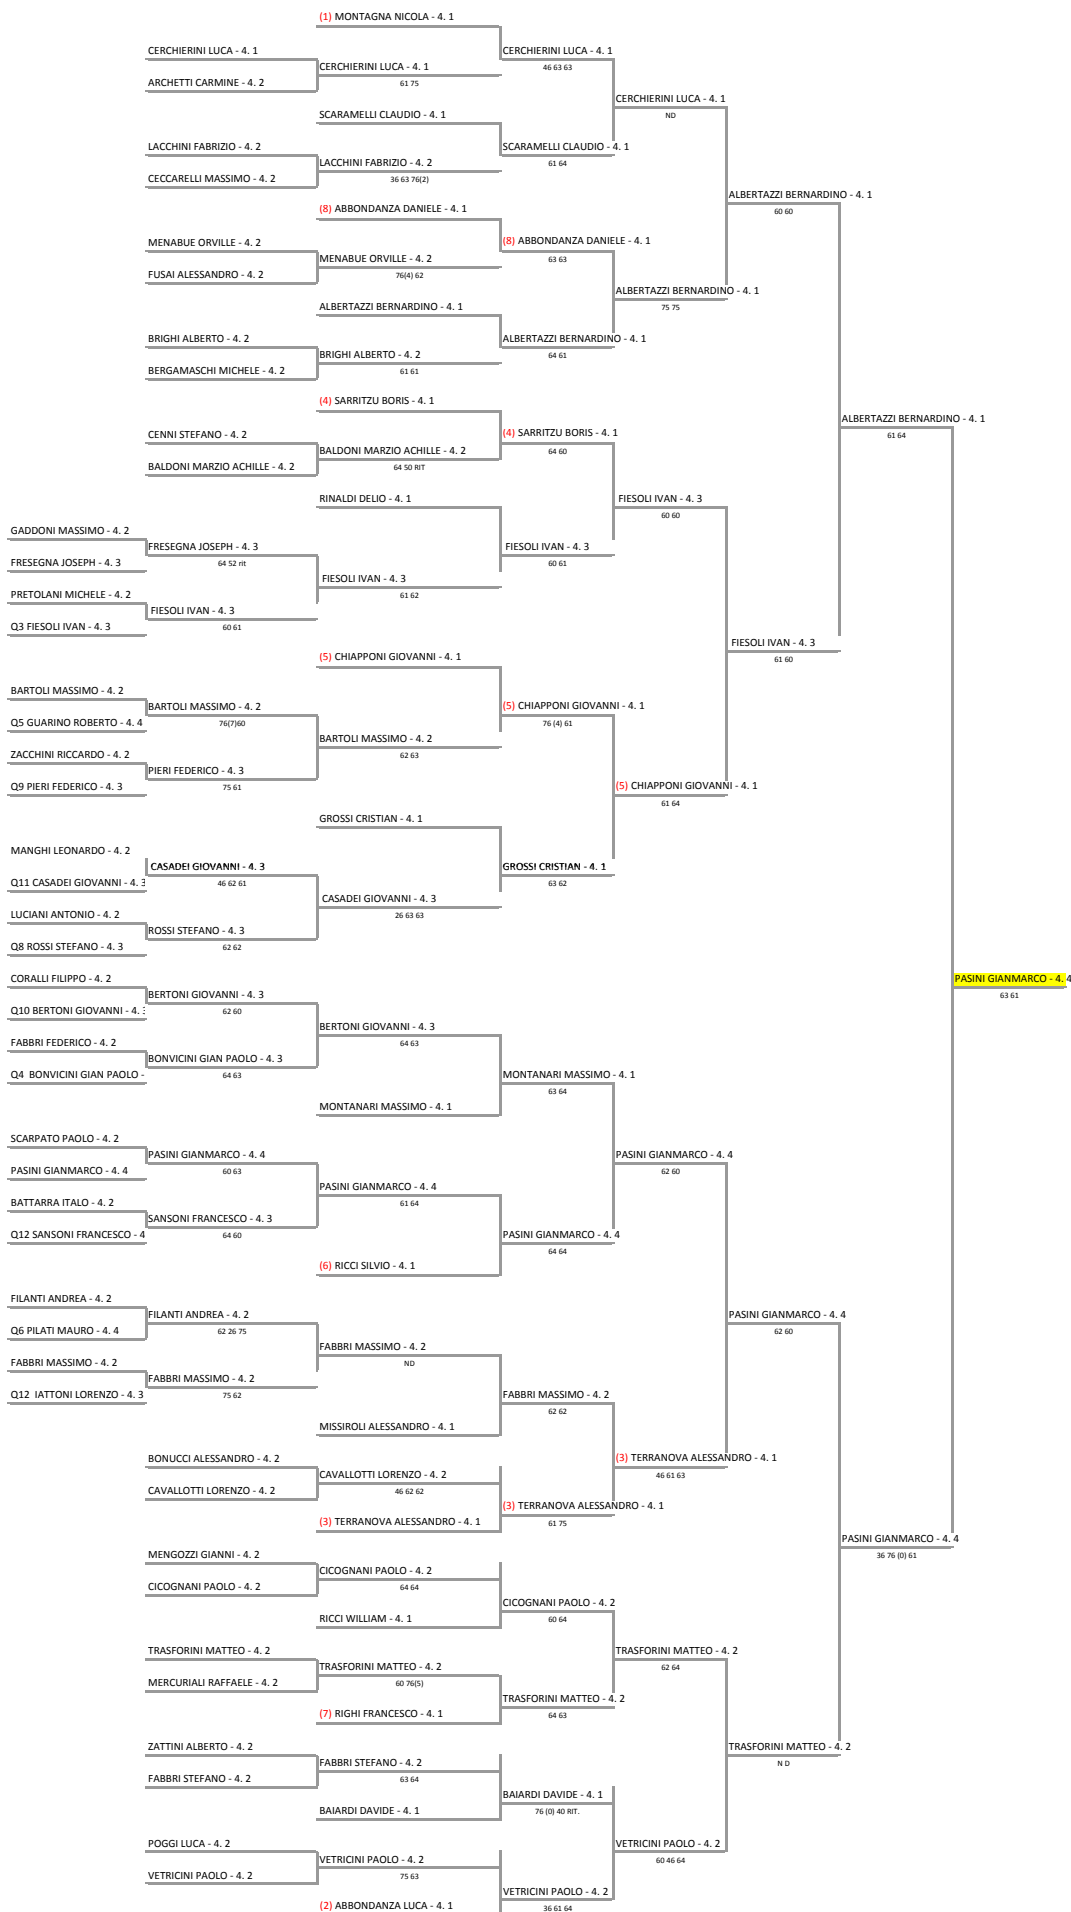 (1) MONTAGNA NICOLA - 4. 1
CERCHIERINI LUCA - 4. 1
CERCHIERINI LUCA - 4. 1
46 63 63
CERCHIERINI LUCA - 4. 1
61 75
ARCHETTI CARMINE - 4. 2
CERCHIERINI LUCA - 4. 1
ND
SCARAMELLI CLAUDIO - 4. 1
LACCHINI FABRIZIO - 4. 2
SCARAMELLI CLAUDIO - 4. 1
61 64
LACCHINI FABRIZIO - 4. 2
36 63 76(2)
CECCARELLI MASSIMO - 4. 2
ALBERTAZZI BERNARDINO - 4. 1
60 60
(8) ABBONDANZA DANIELE - 4. 1
MENABUE ORVILLE - 4. 2
(8) ABBONDANZA DANIELE - 4. 1
63 63
MENABUE ORVILLE - 4. 2
76(4) 62
FUSAI ALESSANDRO - 4. 2
ALBERTAZZI BERNARDINO - 4. 1
75 75
ALBERTAZZI BERNARDINO - 4. 1
BRIGHI ALBERTO - 4. 2
ALBERTAZZI BERNARDINO - 4. 1
64 61
BRIGHI ALBERTO - 4. 2
61 61
BERGAMASCHI MICHELE - 4. 2
(4) SARRITZU BORIS - 4. 1
ALBERTAZZI BERNARDINO - 4. 1
61 64
CENNI STEFANO - 4. 2
(4) SARRITZU BORIS - 4. 1
64 60
BALDONI MARZIO ACHILLE - 4. 2
64 50 RIT
BALDONI MARZIO ACHILLE - 4. 2
RINALDI DELIO - 4. 1
FIESOLI IVAN - 4. 3
60 60
GADDONI MASSIMO - 4. 2
FRESEGNA JOSEPH - 4. 3
64 52 rit
FIESOLI IVAN - 4. 3
60 61
FRESEGNA JOSEPH - 4. 3
FIESOLI IVAN - 4. 3
61 62
PRETOLANI MICHELE - 4. 2
FIESOLI IVAN - 4. 3
60 61
Q3 FIESOLI IVAN - 4. 3
FIESOLI IVAN - 4. 3
61 60
(5) CHIAPPONI GIOVANNI - 4. 1
BARTOLI MASSIMO - 4. 2
BARTOLI MASSIMO - 4. 2
76(7)60
(5) CHIAPPONI GIOVANNI - 4. 1
76 (4) 61
Q5 GUARINO ROBERTO - 4. 4
BARTOLI MASSIMO - 4. 2
62 63
ZACCHINI RICCARDO - 4. 2
PIERI FEDERICO - 4. 3
75 61
Q9 PIERI FEDERICO - 4. 3
(5) CHIAPPONI GIOVANNI - 4. 1
61 64
GROSSI CRISTIAN - 4. 1
MANGHI LEONARDO - 4. 2
CASADEI GIOVANNI - 4. 3
46 62 61
GROSSI CRISTIAN - 4. 1
63 62
Q11 CASADEI GIOVANNI - 4. 3
CASADEI GIOVANNI - 4. 3
26 63 63
LUCIANI ANTONIO - 4. 2
ROSSI STEFANO - 4. 3
62 62
Q8 ROSSI STEFANO - 4. 3
CORALLI FILIPPO - 4. 2
PASINI GIANMARCO - 4. 4
63 61
BERTONI GIOVANNI - 4. 3
62 60
Q10 BERTONI GIOVANNI - 4. 3
BERTONI GIOVANNI - 4. 3
64 63
FABBRI FEDERICO - 4. 2
BONVICINI GIAN PAOLO - 4. 3
64 63
Q4 BONVICINI GIAN PAOLO -
MONTANARI MASSIMO - 4. 1
63 64
MONTANARI MASSIMO - 4. 1
SCARPATO PAOLO - 4. 2
PASINI GIANMARCO - 4. 4
60 63
PASINI GIANMARCO - 4. 4
62 60
PASINI GIANMARCO - 4. 4
PASINI GIANMARCO - 4. 4
61 64
BATTARRA ITALO - 4. 2
SANSONI FRANCESCO - 4. 3
64 60
Q12 SANSONI FRANCESCO - 4
PASINI GIANMARCO - 4. 4
64 64
(6) RICCI SILVIO - 4. 1
FILANTI ANDREA - 4. 2
FILANTI ANDREA - 4. 2
62 26 75
PASINI GIANMARCO - 4. 4
62 60
Q6 PILATI MAURO - 4. 4
FABBRI MASSIMO - 4. 2
ND
FABBRI MASSIMO - 4. 2
FABBRI MASSIMO - 4. 2
75 62
Q12 IATTONI LORENZO - 4. 3
FABBRI MASSIMO - 4. 2
62 62
MISSIROLI ALESSANDRO - 4. 1
BONUCCI ALESSANDRO - 4. 2
(3) TERRANOVA ALESSANDRO - 4. 1
46 61 63
CAVALLOTTI LORENZO - 4. 2
46 62 62
CAVALLOTTI LORENZO - 4. 2
(3) TERRANOVA ALESSANDRO - 4. 1
61 75
(3) TERRANOVA ALESSANDRO - 4. 1
PASINI GIANMARCO - 4. 4
36 76 (0) 61
MENGOZZI GIANNI - 4. 2
CICOGNANI PAOLO - 4. 2
64 64
CICOGNANI PAOLO - 4. 2
CICOGNANI PAOLO - 4. 2
60 64
RICCI WILLIAM - 4. 1
TRASFORINI MATTEO - 4. 2
TRASFORINI MATTEO - 4. 2
62 64
TRASFORINI MATTEO - 4. 2
60 76(5)
MERCURIALI RAFFAELE - 4. 2
TRASFORINI MATTEO - 4. 2
64 63
(7) RIGHI FRANCESCO - 4. 1
ZATTINI ALBERTO - 4. 2
TRASFORINI MATTEO - 4. 2
N D
FABBRI STEFANO - 4. 2
63 64
FABBRI STEFANO - 4. 2
BAIARDI DAVIDE - 4. 1
76 (0) 40 RIT.
BAIARDI DAVIDE - 4. 1
POGGI LUCA - 4. 2
VETRICINI PAOLO - 4. 2
60 46 64
VETRICINI PAOLO - 4. 2
75 63
VETRICINI PAOLO - 4. 2
VETRICINI PAOLO - 4. 2
36 61 64
(2) ABBONDANZA LUCA - 4. 1